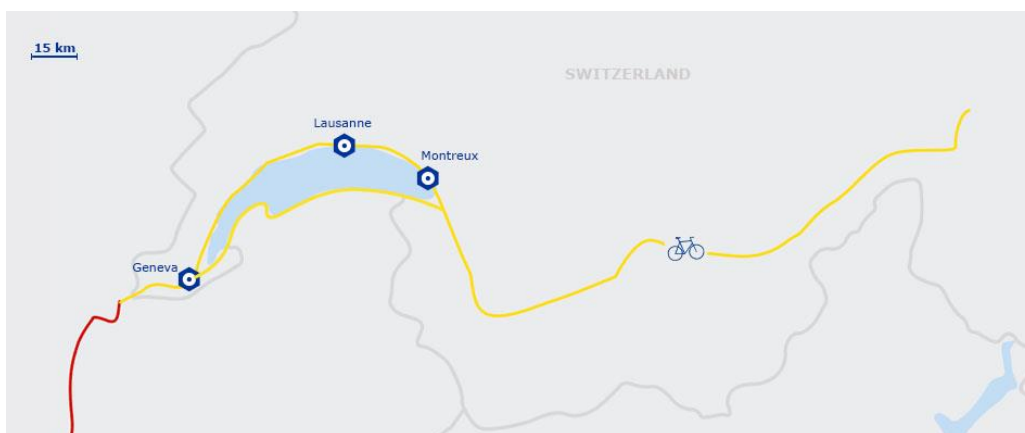 15 km
SWITZERLAND
Lausanne
Montreux
Geneva